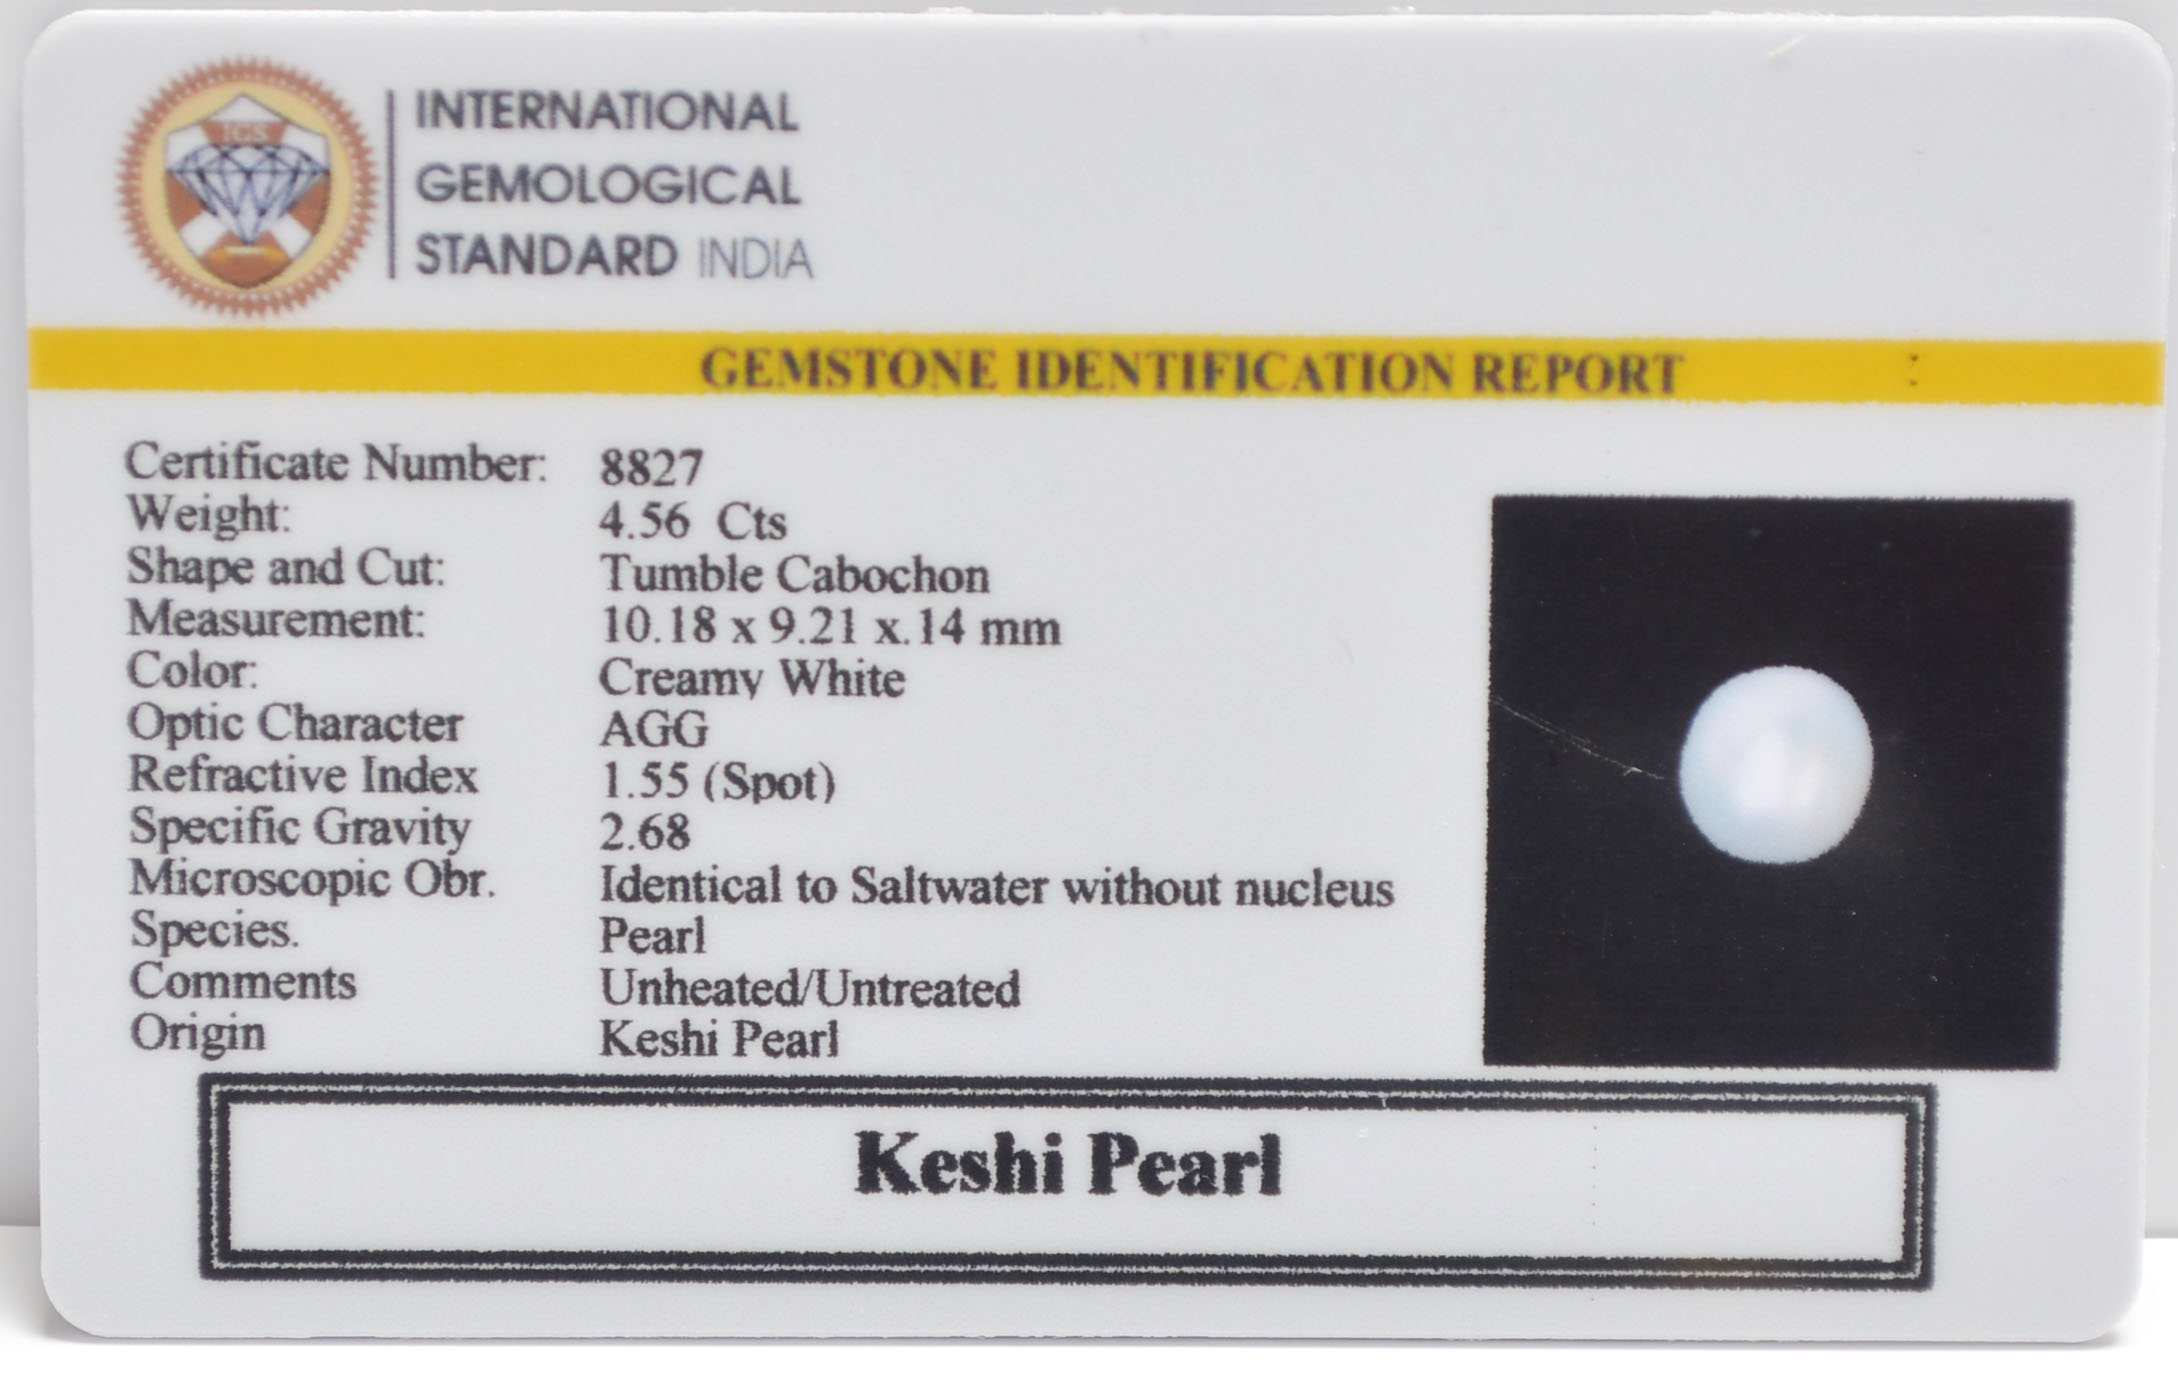 IGS
INTERNATIONAL
GEMOLOGICAL
STANDARD INDIA
GEMSTONE IDENTIFICATION REPORT
Certificate Number: 8827
Weight: 4.56 Cts
Shape and Cut: Tumble Cabochon
Measurement: 10.18 x 9.21 x.14 mm
Color: Creamy White
Optic Character AGG
Refractive Index 1.55 (Spot)
Specific Gravity 2.68
Microscopic Obr. Identical to Saltwater without nucleus
Species. Pearl
Comments Unheated/Untreated
Origin Keshi Pearl
Keshi Pearl